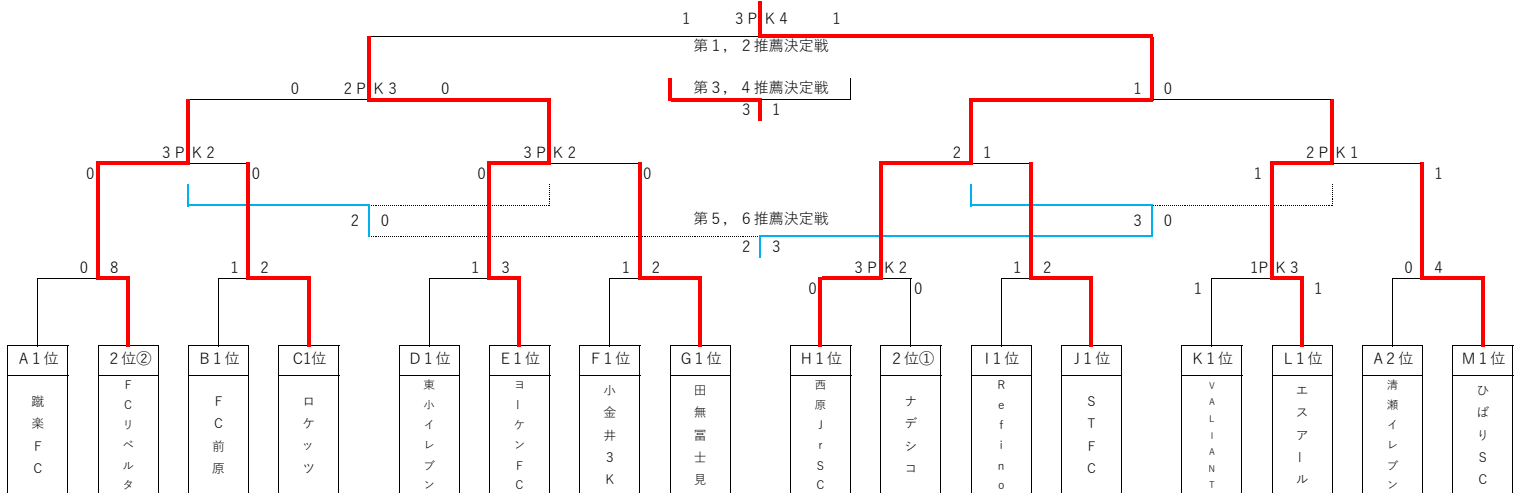 1 3PK4 1
第1,2推薦決定戦
0 2PK3 0
第3,4推薦決定戦
1 0
3 1
3PK2
3PK2
2 1
2PK1
0 0
0 0
1 1
2 0
第5,6推薦決定戦
3 0
2 3
0 8
1 2
1 3
1 2
3PK2
1 2
1PK3
0 4
0 0
1 1
A1位
2位②
B1位
C1位
D1位
E1位
F1位
G1位
H1位
2位①
I1位
J1位
K1位
L1位
A2位
M1位
蹴楽FC
FCリベルタ
FC前原
ロケッツ
東小イレブン
ヨーケンFC
小金井3K
田無冨士見
西原JrSC
ナデシコ
Refino
STFC
VALIANT
エスアール
清瀬イレブン
ひばりSC